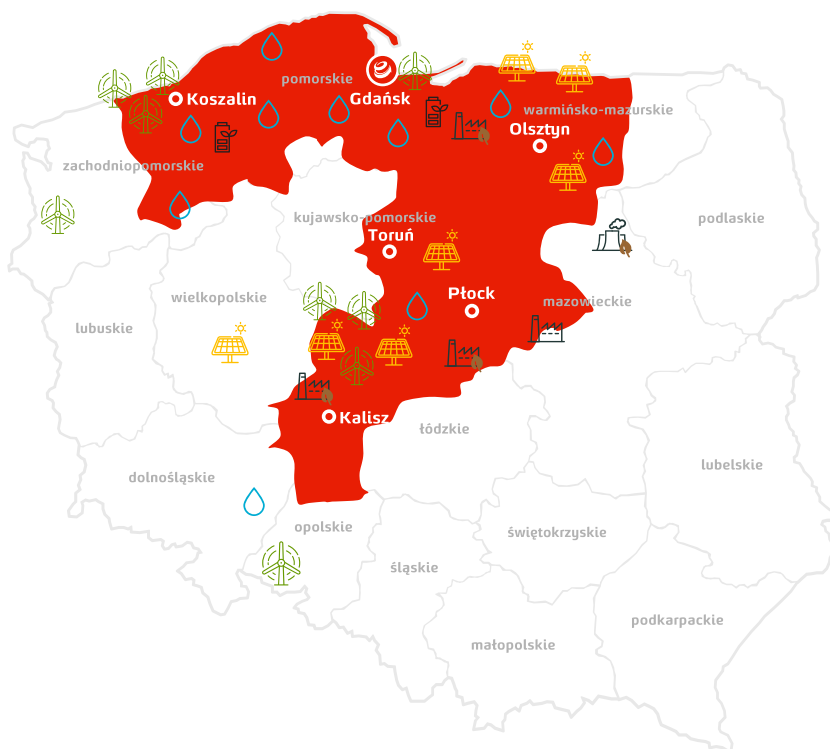 pomorskie
Koszalin
Gdańsk
warmińsko-mazurskie
Olsztyn
zachodniopomorskie
kujawsko-pomorskie
podlaskie
Toruń
wielkopolskie
Płock
mazowieckie
lubuskie
Kalisz
łódzkie
lubelskie
dolnośląskie
opolskie
świętokrzyskie
śląskie
podkarpackie
małopolskie